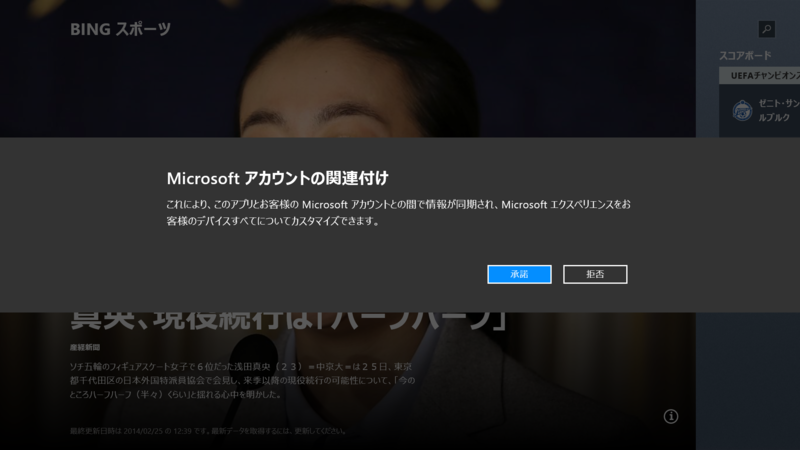 BING スポーツ
スコアボード
UEFAチャンピオンス
ゼニト・サン
ルブルク
Microsoft アカウントの関連付け
これにより、このアプリとお客様の Microsoft アカウントとの間で情報が同期され、Microsoft エクスペリエンスをお
客様のデバイスすべてについてカスタマイズできます。
承諾
拒否
真央、現役続行は「ハーフハーフ」
産経新聞
ソチ五輪のフィギュアスケート女子で６位だった浅田真央（２３）＝中京大＝は２５日、東京
都千代田区の日本外国特派員協会で会見し、来季以降の現役続行の可能性について、「今の
ところハーフハーフ（半々）くらい」と揺れる心中を明かした。
最終更新日時は 2014/02/25 の 12:39 です。最新データを取得するには、更新してください。